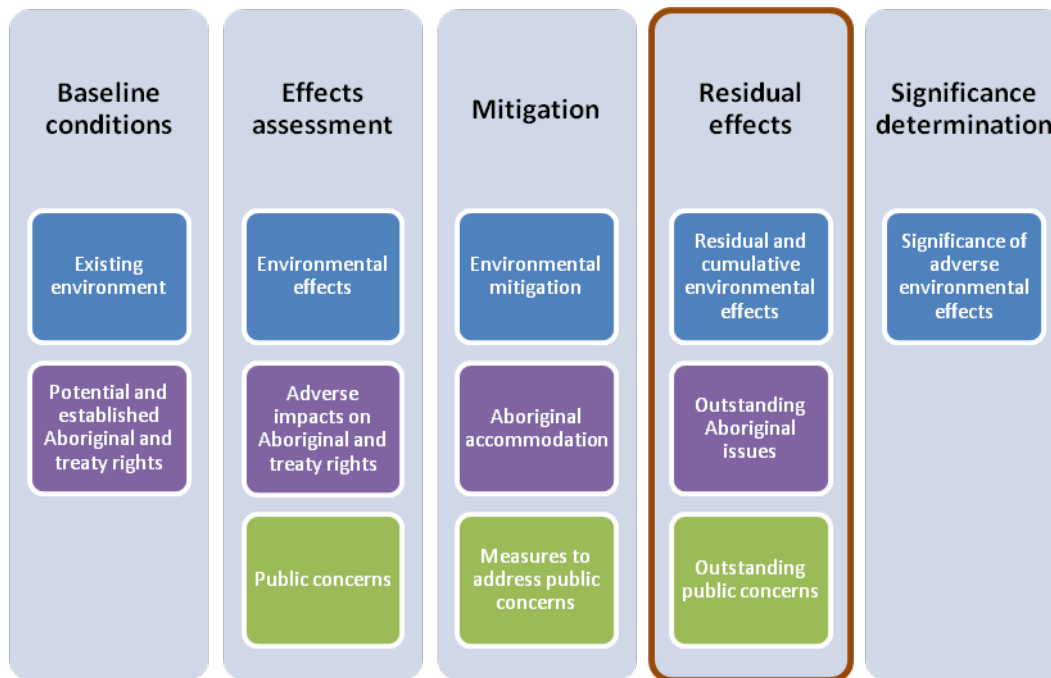 Baseline
conditions
Existing
environment
Potential and
established
Aboriginal and
treaty rights
Effects
assessment
Environmental
effects
Adverse
impacts on
Aboriginal and
treaty rights
Public concerns
Mitigation
Environmental
mitigation
Aboriginal
accommodation
Measures to
address public
concerns
Residual
effects
Residual and
cumulative
environmental
effects
Outstanding
Aboriginal
issues
Outstanding
public concerns
Significance
determination
Significance of
adverse
environmental
effects